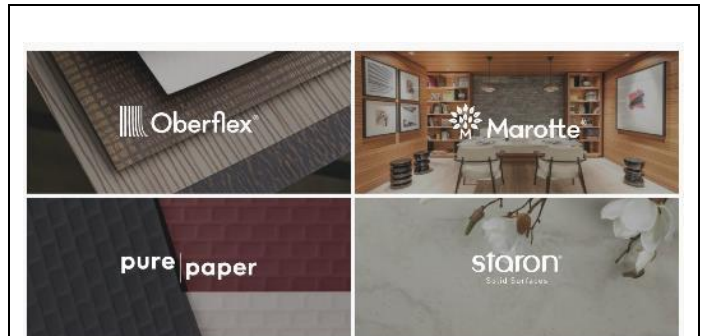 Oberflex®
Marotte®
pure paper
staron®
Solid Surfaces